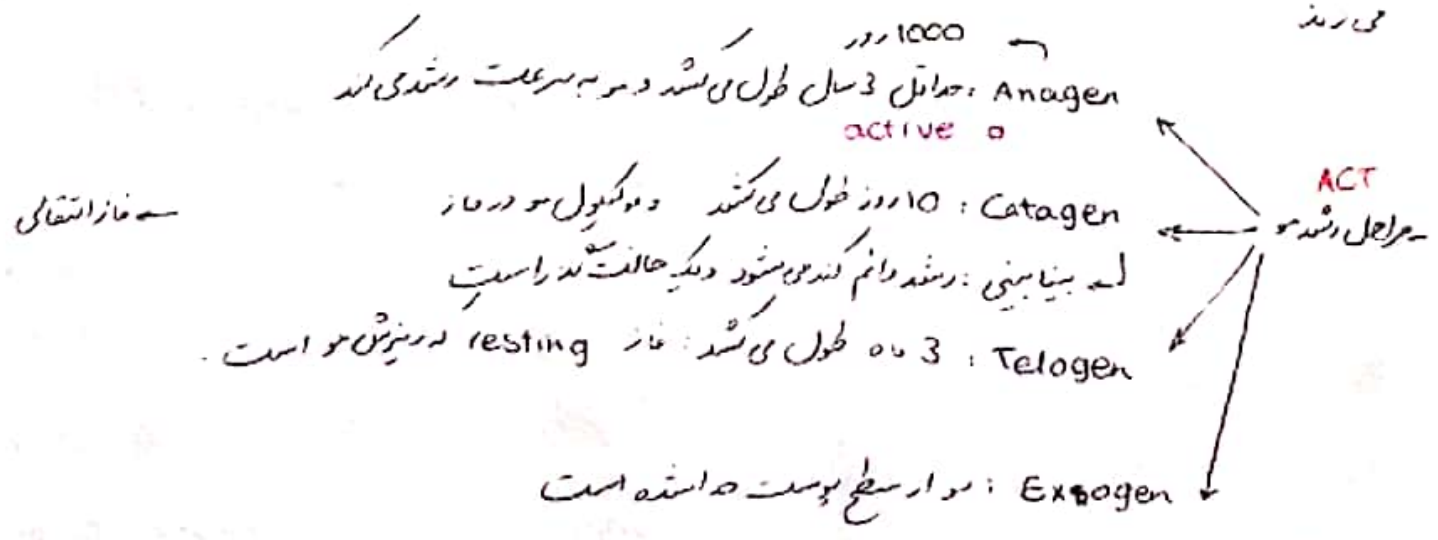 می ریزد
1000 روز
Anagen : حداقل 3 سال طول می کشد و مو به سرعت رشد می کند
active
ACT
مراحل رشد مو
Catagen : 10 روز طول می کشد و فولیکول مو در فاز
← فاز انتقالی
بینابینی : رشد دائم کند می شود و یک حالت گذر است
Telogen : 3 ماه طول می کشد : فاز resting و ریزش مو است .
Exogen : مو از سطح پوست جدا شده است